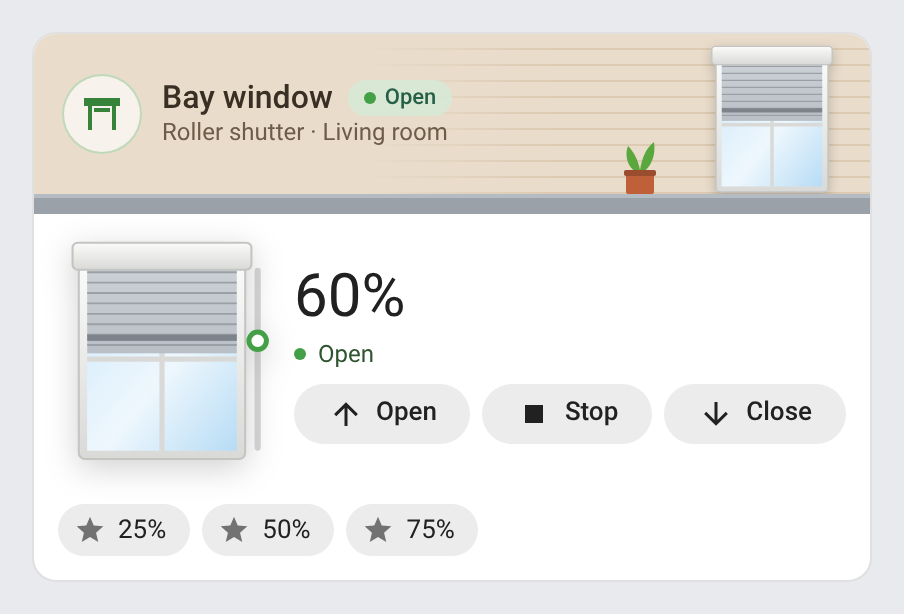 Bay window
Open
Roller shutter · Living room
60%
Open
Open
Stop
Close
25%
50%
75%